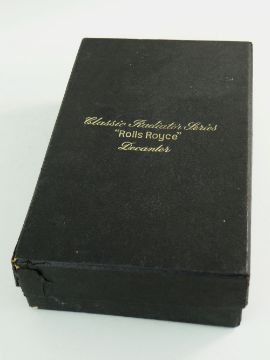 Classic Radiator Series
"Rolls Royce"
Decanter